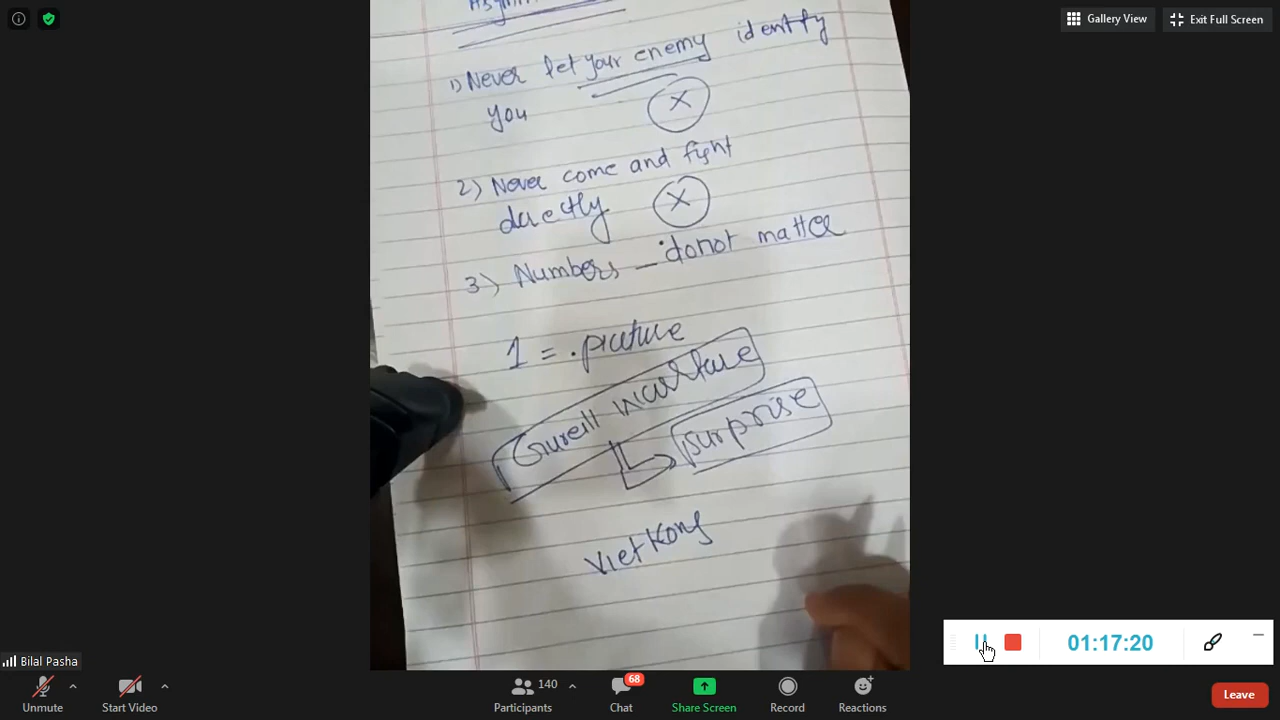 Gallery View
Exit Full Screen
1) Never let your enemy identify
you X
2) Never come and fight
directly X
3) Numbers _ donot matter
1 = . picture
Gureill warfare
surprise
VietKong
01:17:20
Bilal Pasha
140
68
Unmute
Start Video
Participants
Chat
Share Screen
Record
Reactions
Leave